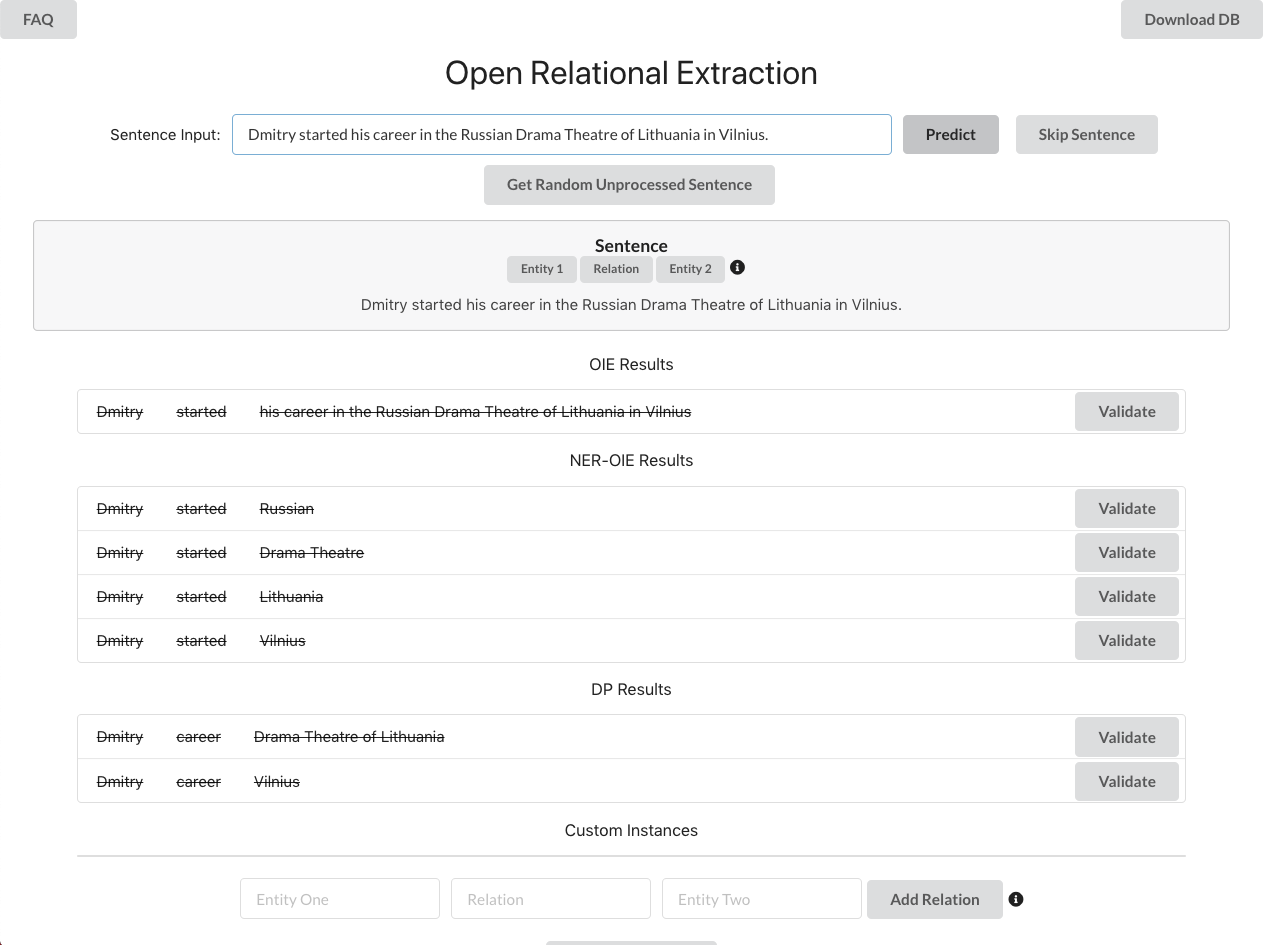 FAQ Download DB
Open Relational Extraction
Sentence Input: Dmitry started his career in the Russian Drama Theatre of Lithuania in Vilnius. Predict Skip Sentence
Get Random Unprocessed Sentence
Sentence
Entity 1 Relation Entity 2
Dmitry started his career in the Russian Drama Theatre of Lithuania in Vilnius.
OIE Results
Dmitry started his career in the Russian Drama Theatre of Lithuania in Vilnius Validate
NER-OIE Results
Dmitry started Russian Validate
Dmitry started Drama Theatre Validate
Dmitry started Lithuania Validate
Dmitry started Vilnius Validate
DP Results
Dmitry career Drama Theatre of Lithuania Validate
Dmitry career Vilnius Validate
Custom Instances
Entity One Relation Entity Two Add Relation